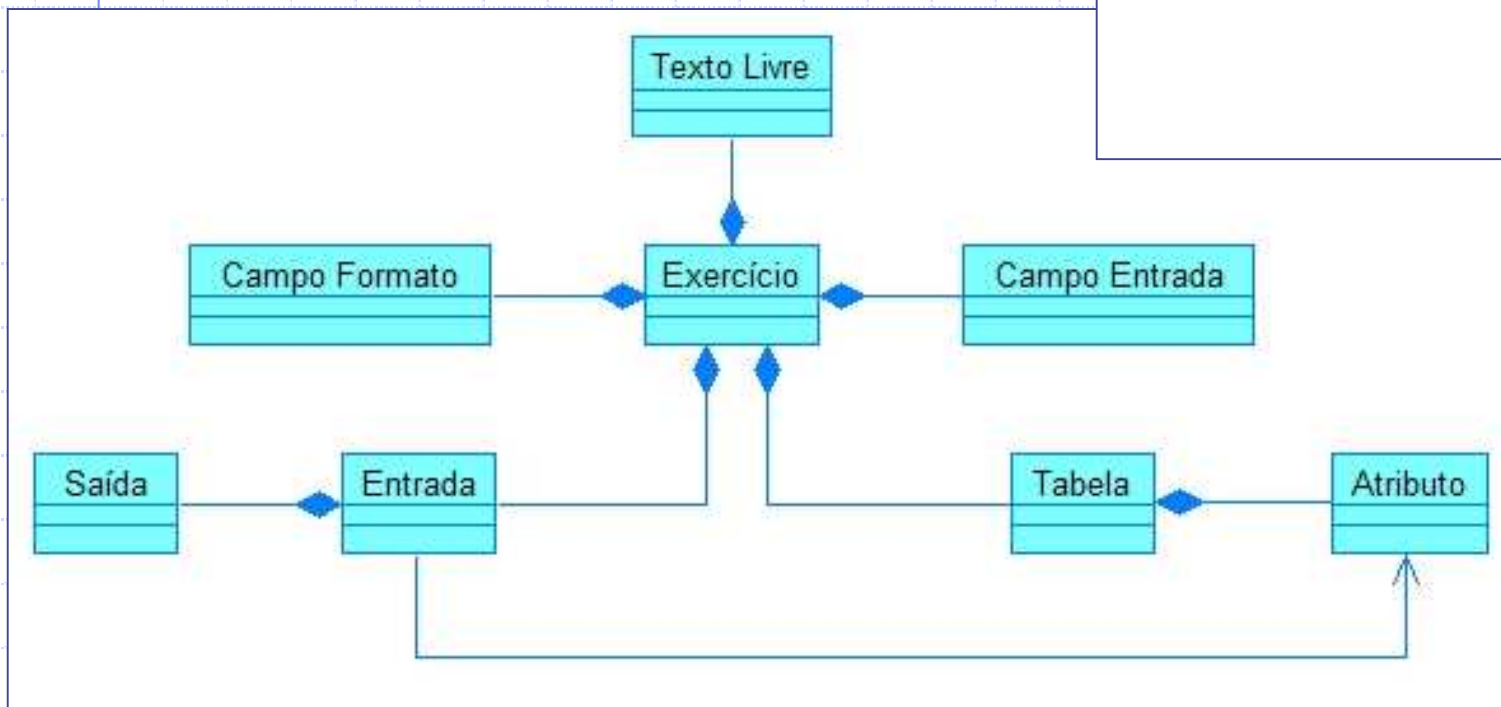 Texto Livre
Campo Formato
Exercício
Campo Entrada
Saída
Entrada
Tabela
Atributo